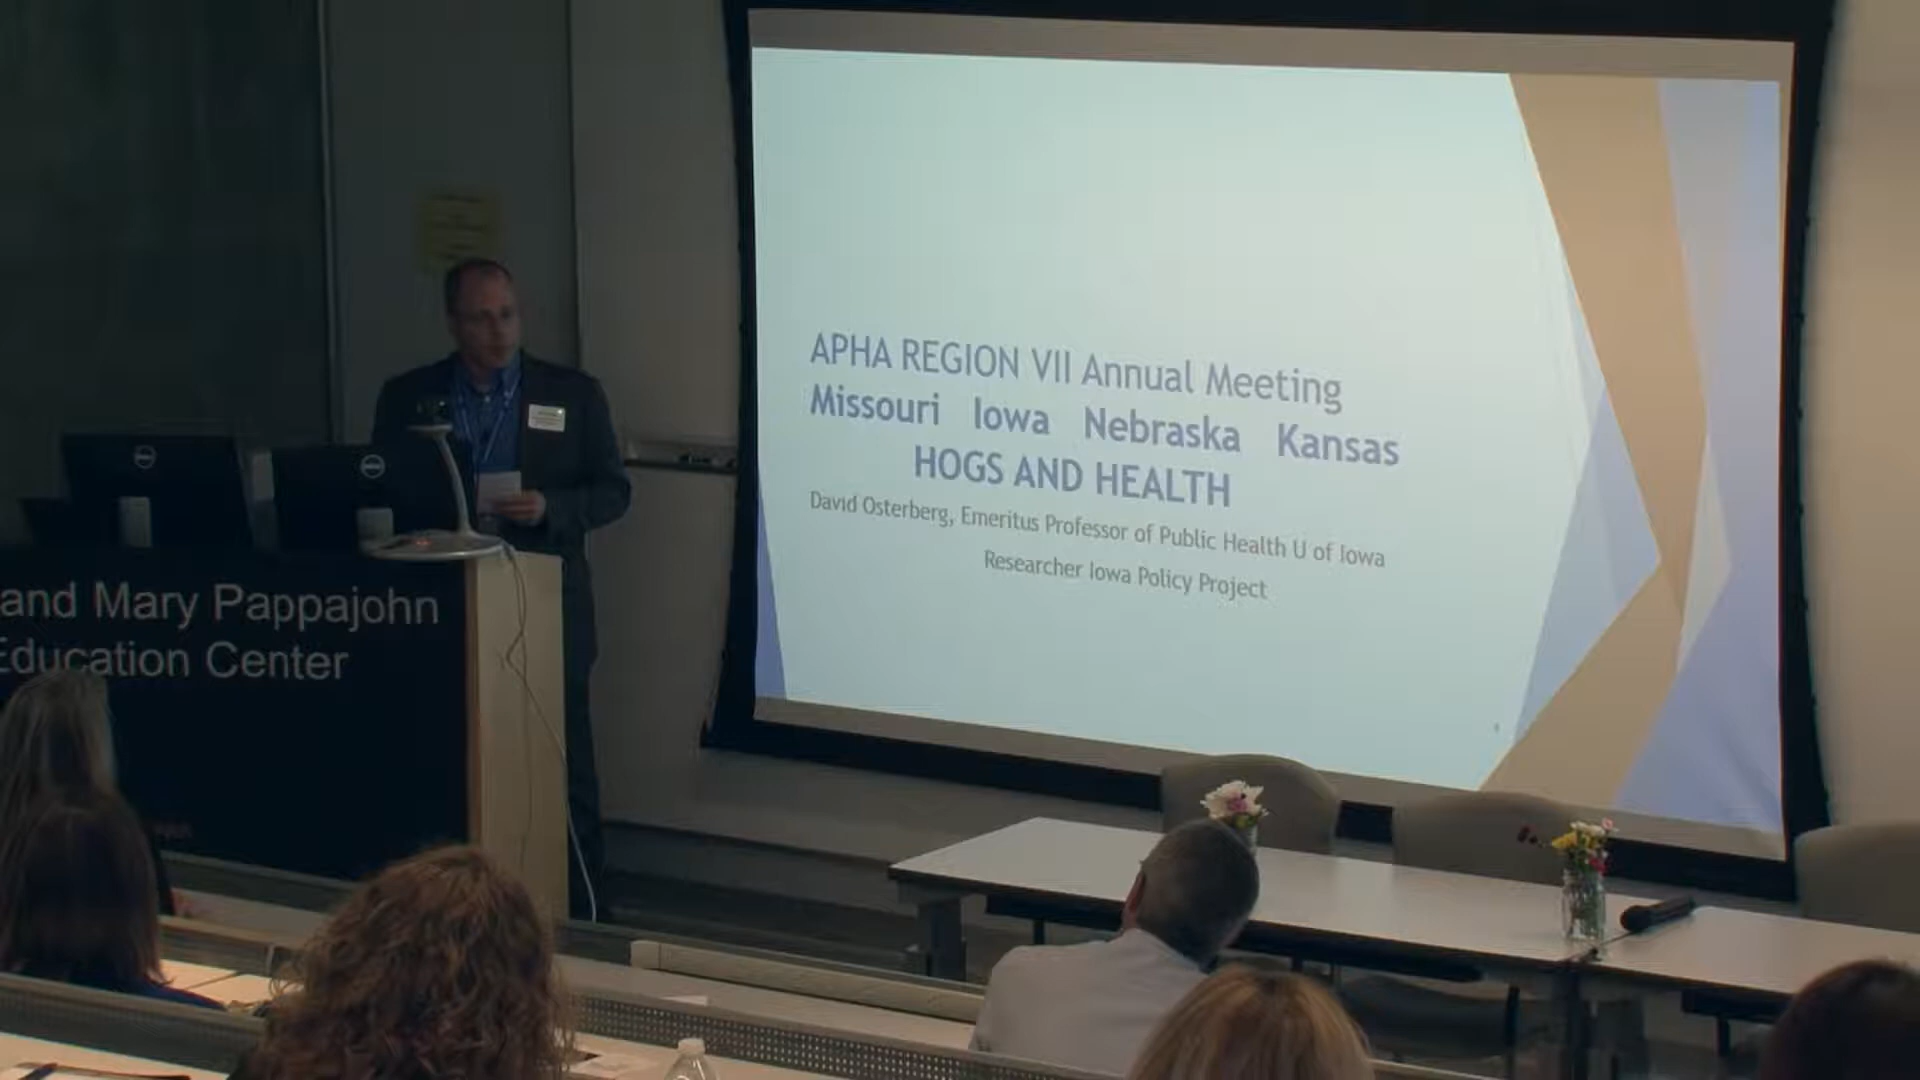 APHA REGION VII Annual Meeting
Missouri Iowa Nebraska Kansas
HOGS AND HEALTH
David Osterberg, Emeritus Professor of Public Health U of Iowa
Researcher Iowa Policy Project
and Mary Pappajohn
Education Center
DELL
DELL